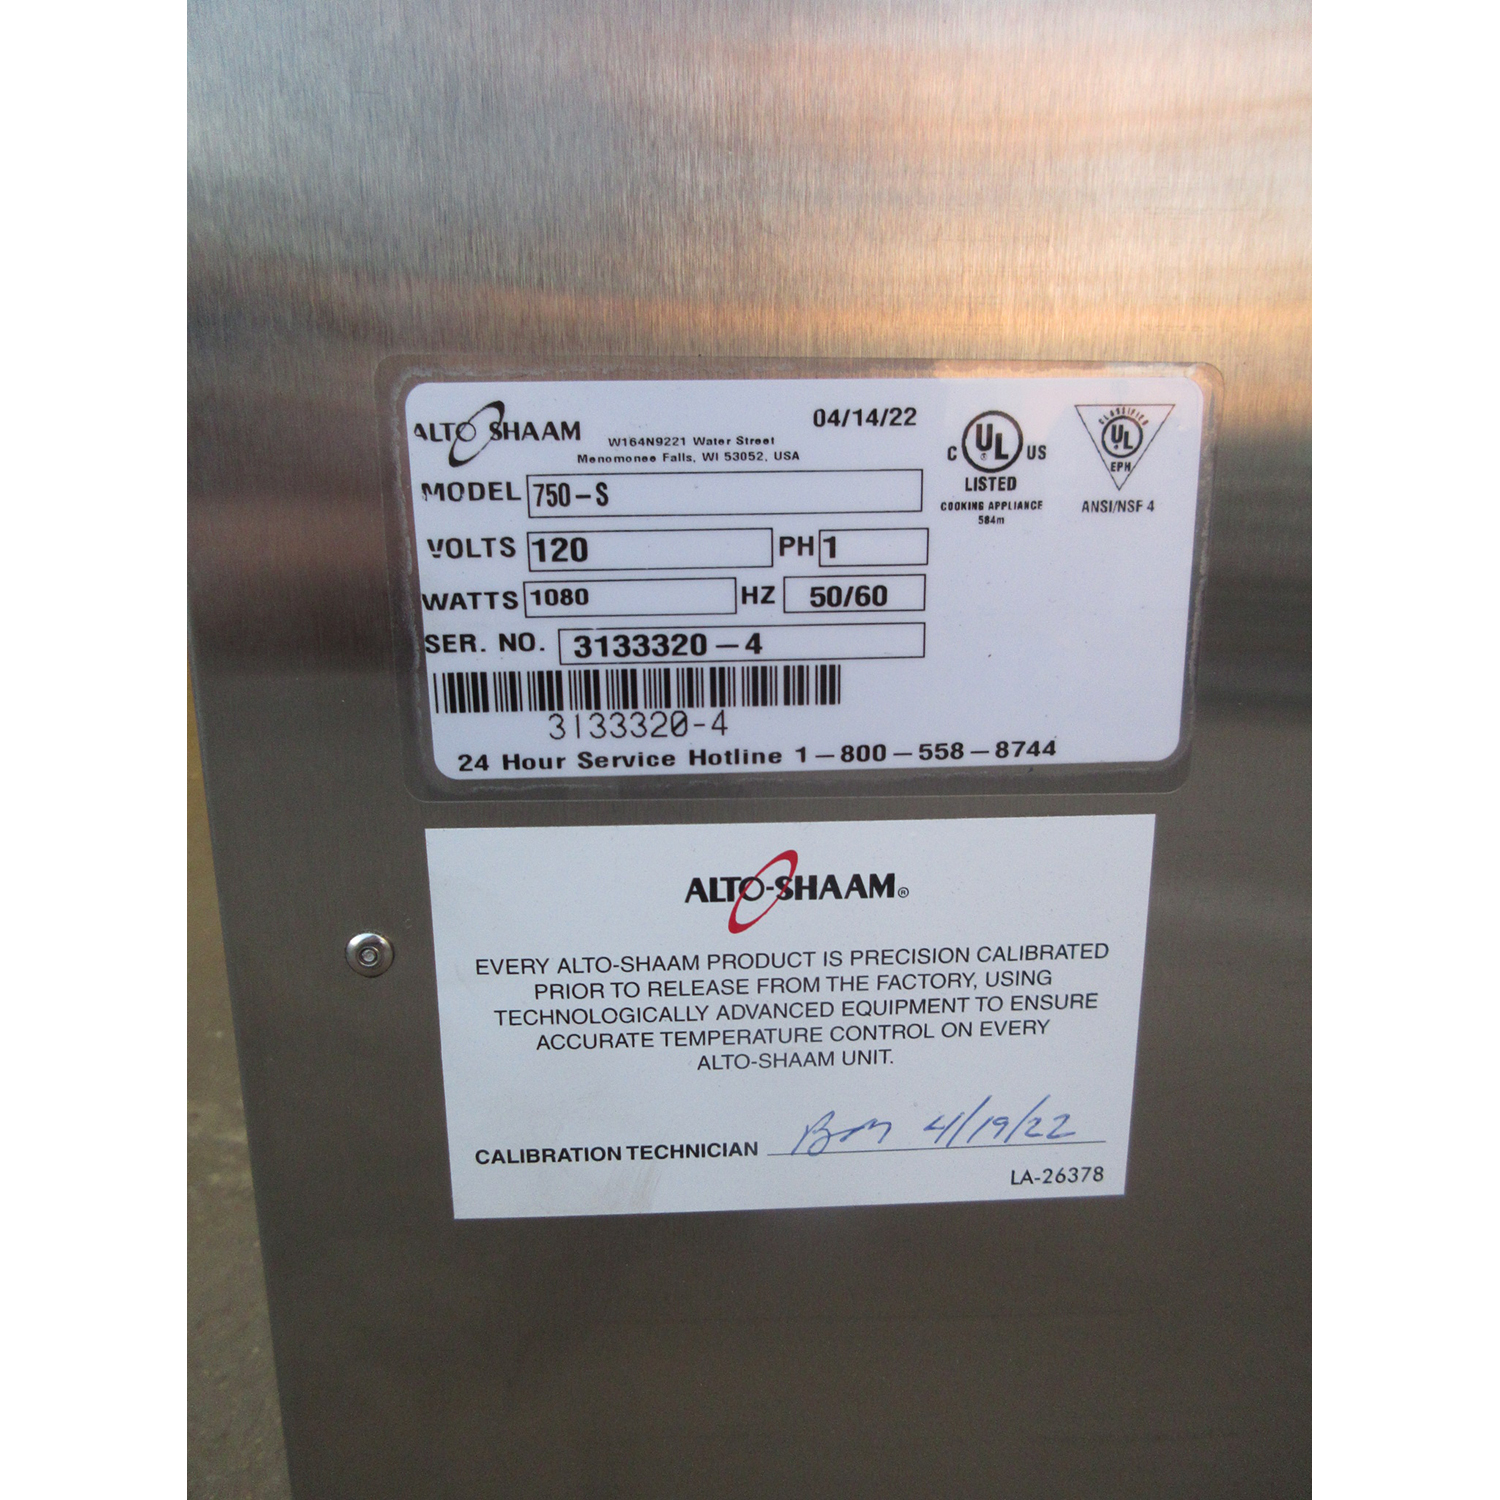 ALTO SHAAM
W164N9221 Water Street
Menomonee Falls, WI 53052, USA
04/14/22
C UL US
LISTED
COOKING APPLIANCE
584m
CLASSIFIED
UL
EPH
ANSI/NSF 4
MODEL 750-S
VOLTS 120 PH 1
WATTS 1080 HZ 50/60
SER. NO. 3133320-4
3133320-4
24 Hour Service Hotline 1-800-558-8744
ALTO-SHAAM®
EVERY ALTO-SHAAM PRODUCT IS PRECISION CALIBRATED
PRIOR TO RELEASE FROM THE FACTORY, USING
TECHNOLOGICALLY ADVANCED EQUIPMENT TO ENSURE
ACCURATE TEMPERATURE CONTROL ON EVERY
ALTO-SHAAM UNIT.
CALIBRATION TECHNICIAN 4/19/22
LA-26378